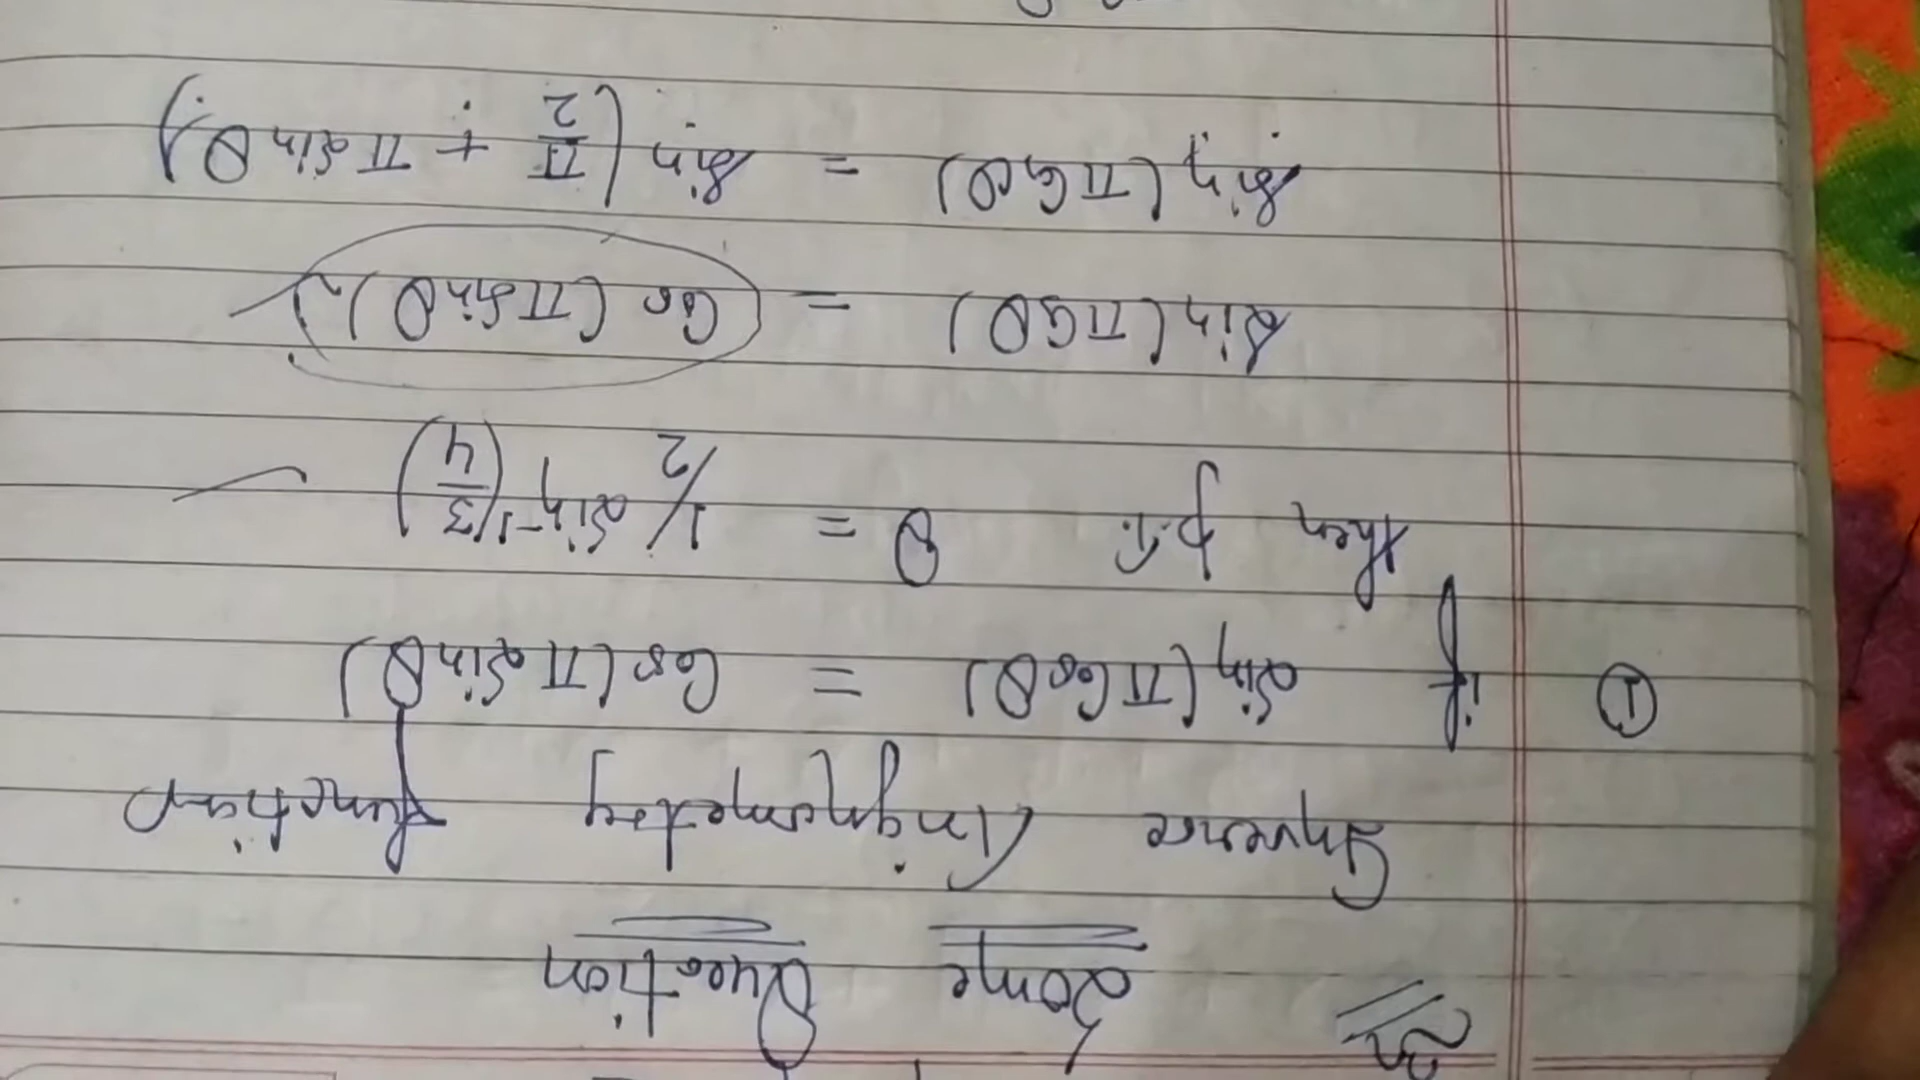 Some Question
Inverse Tringnometry function
① if sin(π Cos θ) = Cos(π sin θ)
then p.t. θ = 1/2 sin⁻¹(3/4)
sin(π Cos θ) = Cos(π sin θ)
sin(π Cos θ) = sin(π/2 + π sin θ)